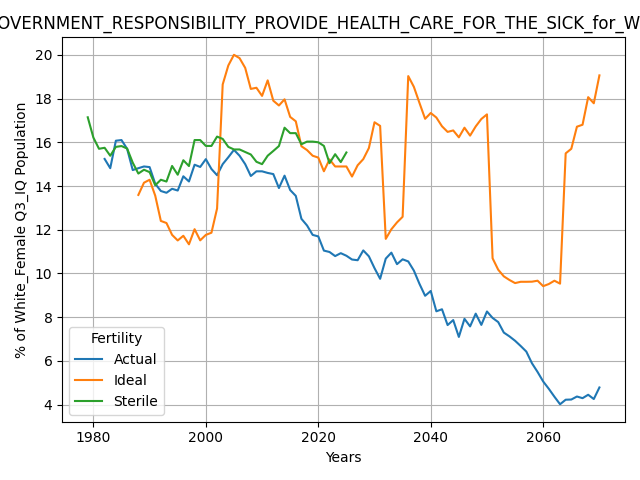 OVERNMENT_RESPONSIBILITY_PROVIDE_HEALTH_CARE_FOR_THE_SICK_for_W
20
18
16
14
12
10
8
6
4
% of White_Female Q3_IQ Population
Fertility
Actual
Ideal
Sterile
1980
2000
2020
2040
2060
Years